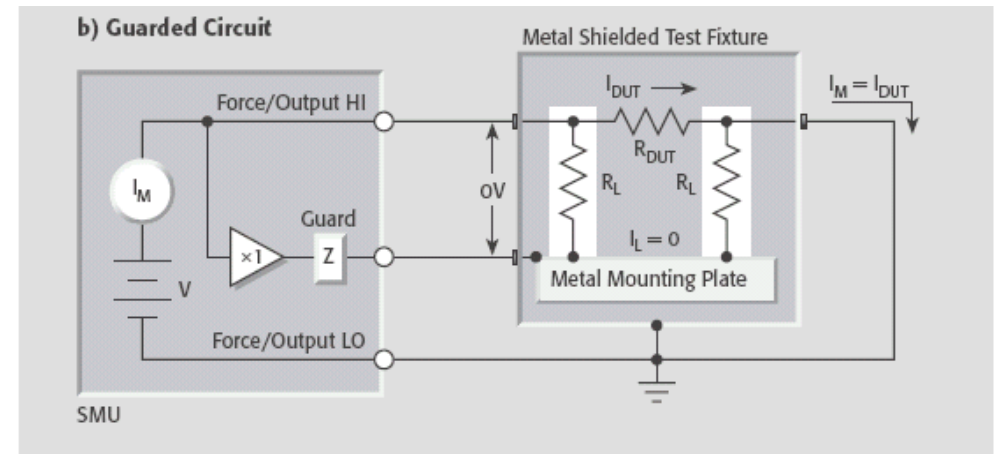 b) Guarded Circuit
Metal Shielded Test Fixture
Force/Output HI
I_DUT
I_M = I_DUT
R_DUT
I_M
0V
R_L
R_L
Guard
×1
Z
I_L = 0
V
Metal Mounting Plate
Force/Output LO
SMU